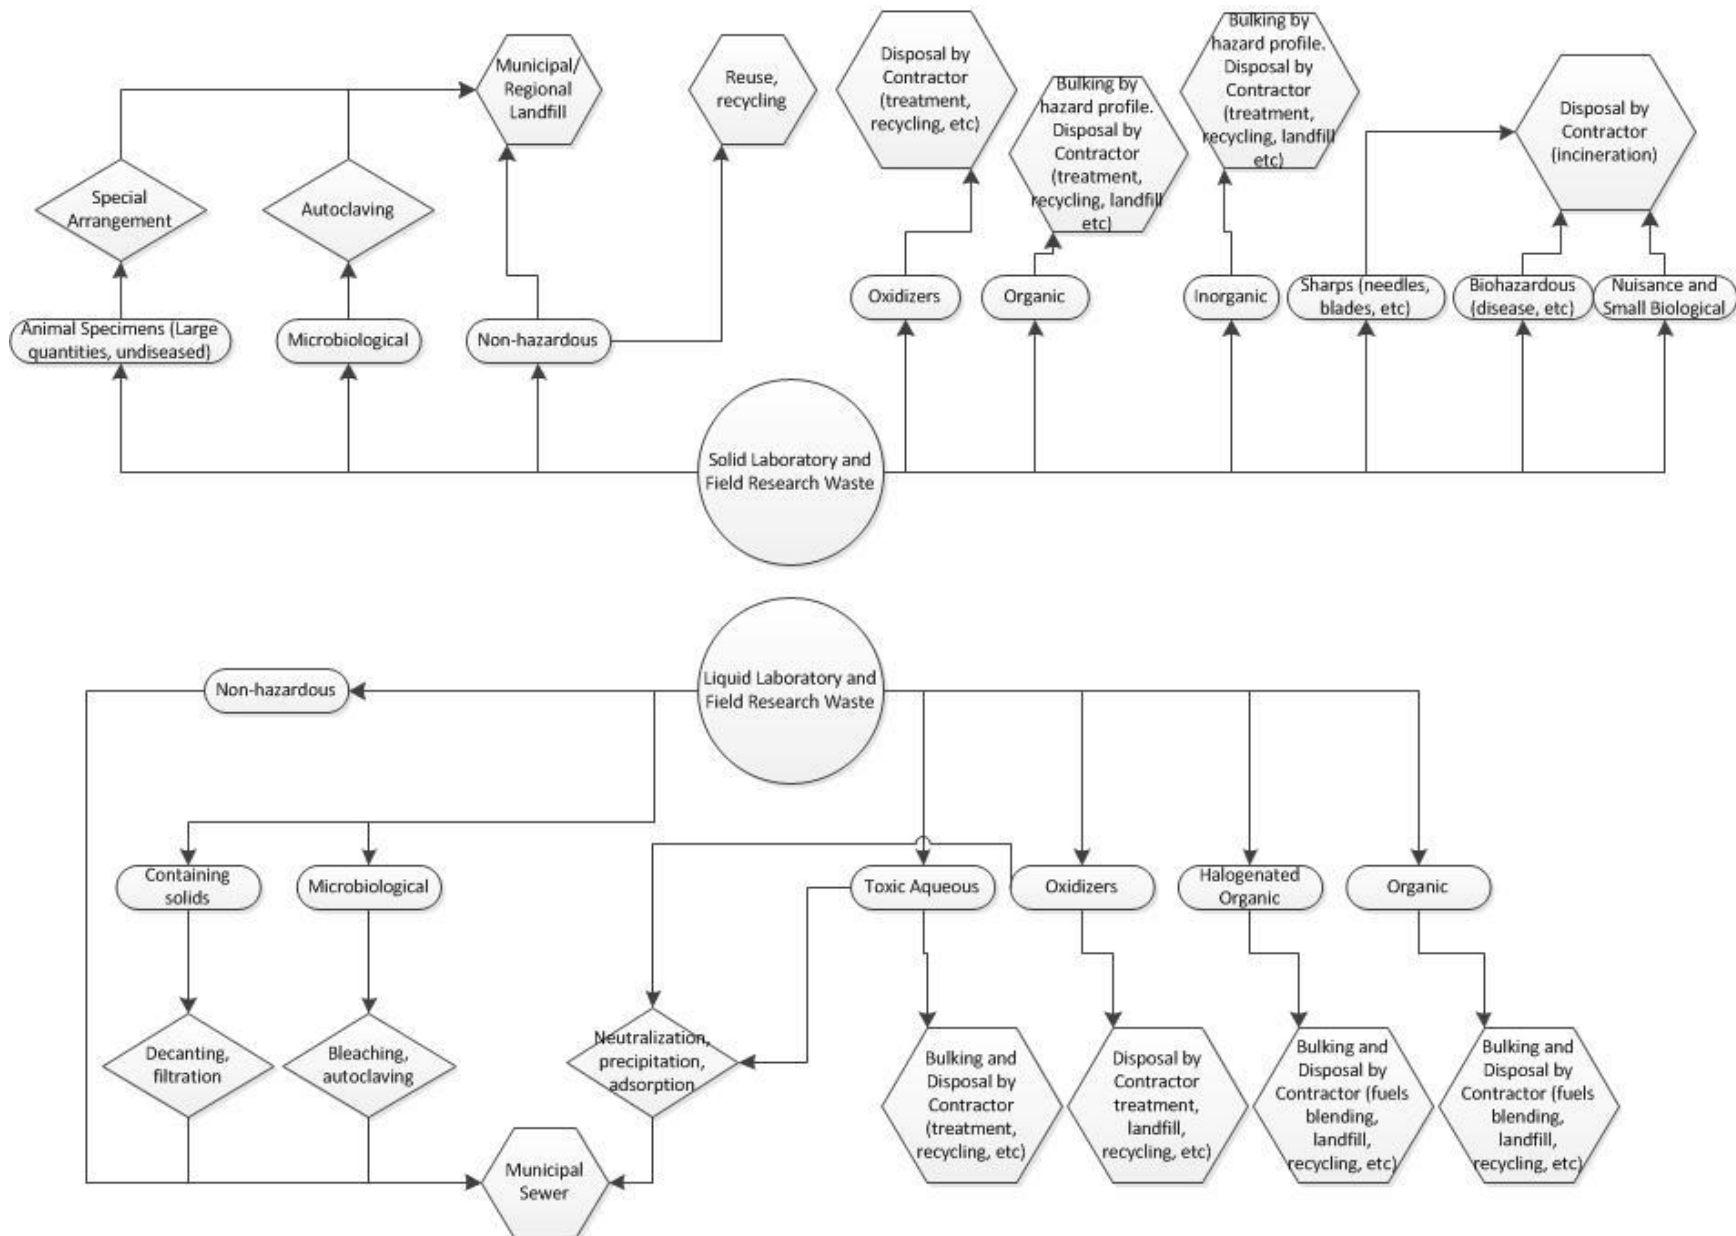 Municipal/
Regional
Landfill
Reuse,
recycling
Disposal by
Contractor
(treatment,
recycling, etc)
Bulking by
hazard profile.
Disposal by
Contractor
(treatment,
recycling, landfill
etc)
Bulking by
hazard profile.
Disposal by
Contractor
(treatment,
recycling, landfill
etc)
Disposal by
Contractor
(incineration)
Special
Arrangement
Autoclaving
Oxidizers
Organic
Inorganic
Sharps (needles,
blades, etc)
Biohazardous
(disease, etc)
Nuisance and
Small Biological
Animal Specimens (Large
quantities, undiseased)
Microbiological
Non-hazardous
Solid Laboratory and
Field Research Waste
Liquid Laboratory and
Field Research Waste
Non-hazardous
Containing
solids
Microbiological
Toxic Aqueous
Oxidizers
Halogenated
Organic
Organic
Decanting,
filtration
Bleaching,
autoclaving
Neutralization,
precipitation,
adsorption
Bulking and
Disposal by
Contractor
(treatment,
recycling, etc)
Disposal by
Contractor
treatment,
landfill,
recycling, etc)
Bulking and
Disposal by
Contractor (fuels
blending,
landfill,
recycling, etc)
Bulking and
Disposal by
Contractor (fuels
blending,
landfill,
recycling, etc)
Municipal
Sewer